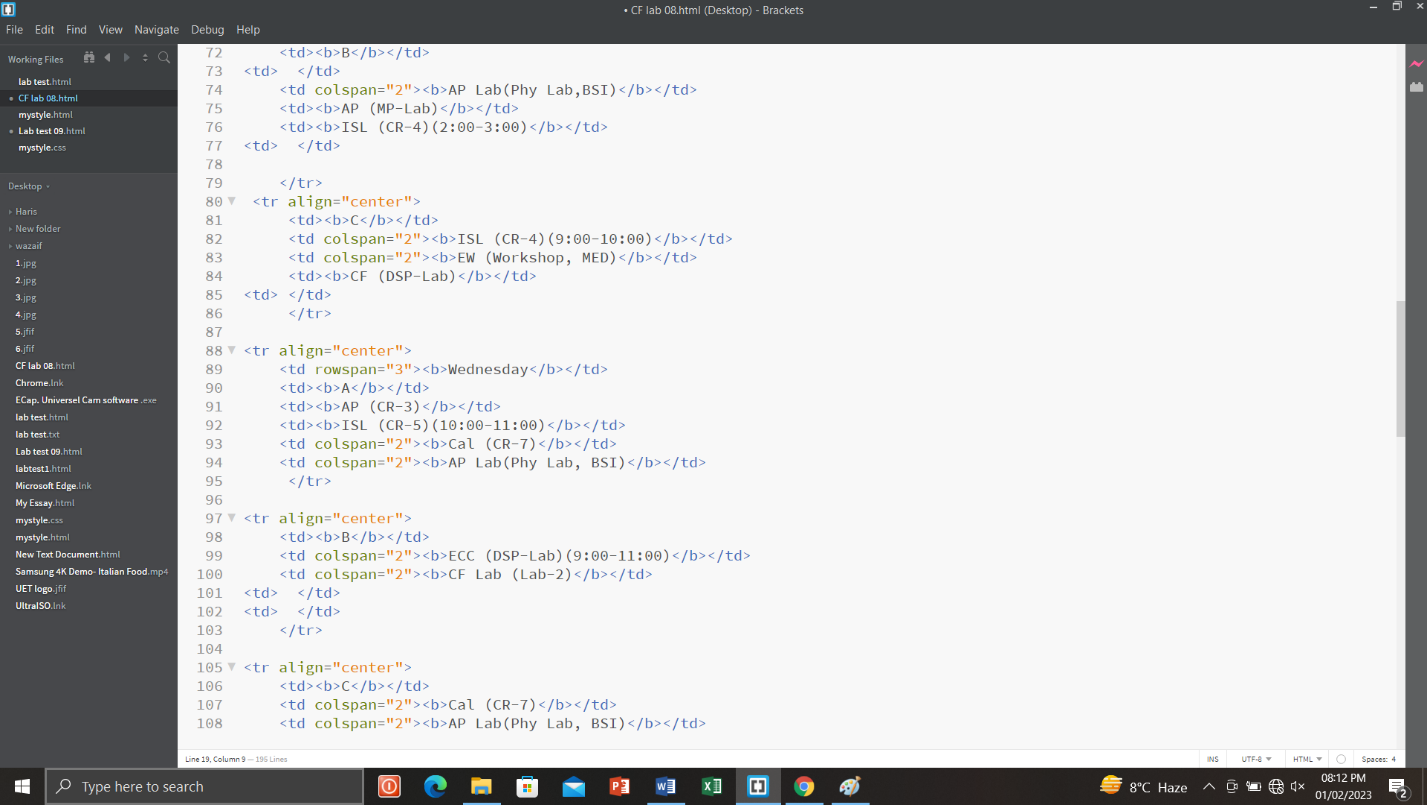 • CF lab 08.html (Desktop) - Brackets
File Edit Find View Navigate Debug Help
Working Files
lab test.html
CF lab 08.html
mystyle.html
Lab test 09.html
mystyle.css
Desktop
Haris
New folder
wazaif
1.jpg
2.jpg
3.jpg
4.jpg
5.jfif
6.jfif
CF lab 08.html
Chrome.lnk
ECap. Universel Cam software .exe
lab test.html
lab test.txt
Lab test 09.html
labtest1.html
Microsoft Edge.lnk
My Essay.html
mystyle.css
mystyle.html
New Text Document.html
Samsung 4K Demo- Italian Food.mp4
UET logo.jfif
UltraISO.lnk
72 <td><b>B</b></td>
73 <td>  </td>
74 <td colspan="2"><b>AP Lab(Phy Lab,BSI)</b></td>
75 <td><b>AP (MP-Lab)</b></td>
76 <td><b>ISL (CR-4)(2:00-3:00)</b></td>
77 <td>  </td>
78
79 </tr>
80 <tr align="center">
81 <td><b>C</b></td>
82 <td colspan="2"><b>ISL (CR-4)(9:00-10:00)</b></td>
83 <td colspan="2"><b>EW (Workshop, MED)</b></td>
84 <td><b>CF (DSP-Lab)</b></td>
85 <td> </td>
86 </tr>
87
88 <tr align="center">
89 <td rowspan="3"><b>Wednesday</b></td>
90 <td><b>A</b></td>
91 <td><b>AP (CR-3)</b></td>
92 <td><b>ISL (CR-5)(10:00-11:00)</b></td>
93 <td colspan="2"><b>Cal (CR-7)</b></td>
94 <td colspan="2"><b>AP Lab(Phy Lab, BSI)</b></td>
95 </tr>
96
97 <tr align="center">
98 <td><b>B</b></td>
99 <td colspan="2"><b>ECC (DSP-Lab)(9:00-11:00)</b></td>
100 <td colspan="2"><b>CF Lab (Lab-2)</b></td>
101 <td>  </td>
102 <td>  </td>
103 </tr>
104
105 <tr align="center">
106 <td><b>C</b></td>
107 <td colspan="2"><b>Cal (CR-7)</b></td>
108 <td colspan="2"><b>AP Lab(Phy Lab, BSI)</b></td>
Line 19, Column 9 — 195 Lines
INS UTF-8 HTML Spaces: 4
Type here to search
8°C Haze
08:12 PM
01/02/2023
2